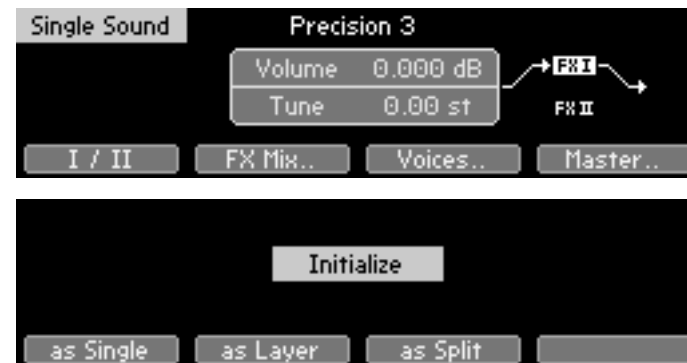 Single Sound Precision 3
Volume 0.000 dB FX I
Tune 0.00 st FX II
I / II FX Mix.. Voices.. Master..
Initialize
as Single as Layer as Split